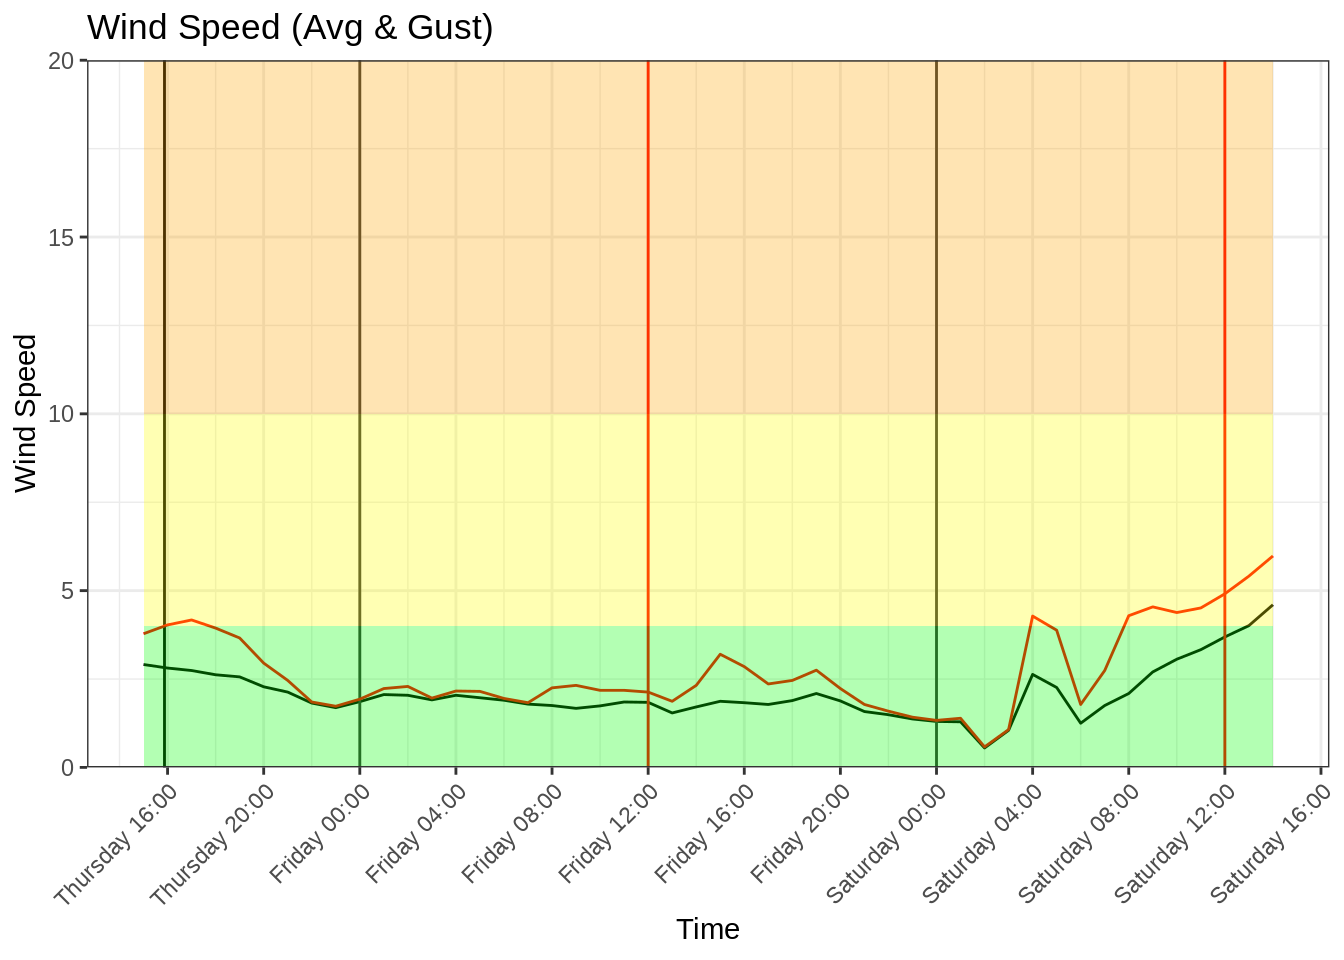 Wind Speed (Avg & Gust)
Wind Speed
20
15
10
5
0
Thursday 16:00
Thursday 20:00
Friday 00:00
Friday 04:00
Friday 08:00
Friday 12:00
Friday 16:00
Friday 20:00
Saturday 00:00
Saturday 04:00
Saturday 08:00
Saturday 12:00
Saturday 16:00
Time